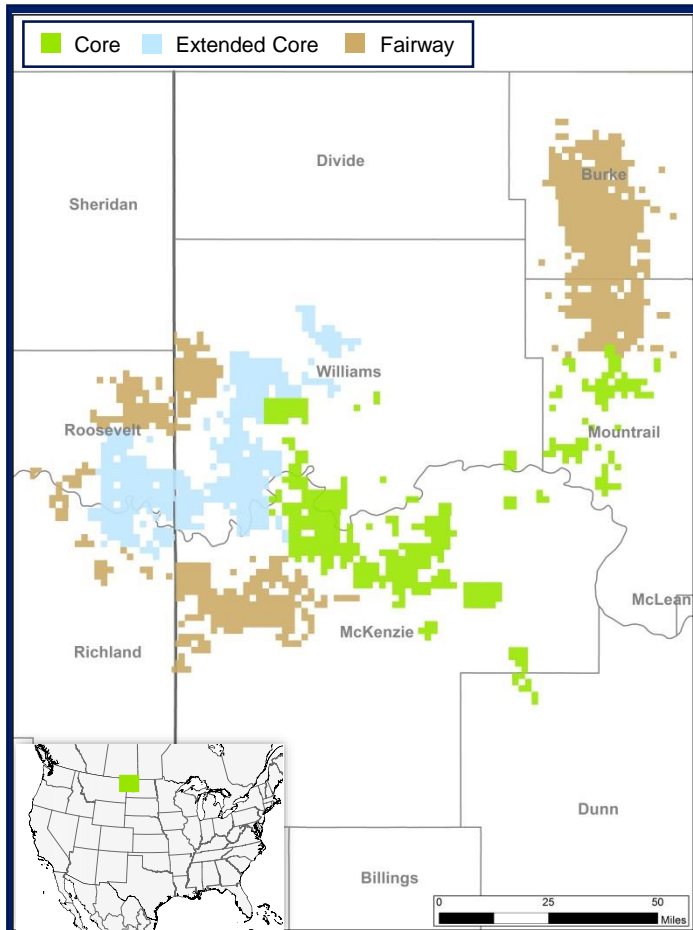 Core Extended Core Fairway
Divide
Burke
Sheridan
Williams
Roosevelt
Mountrail
McLean
McKenzie
Richland
Dunn
Billings
0 25 50
Miles